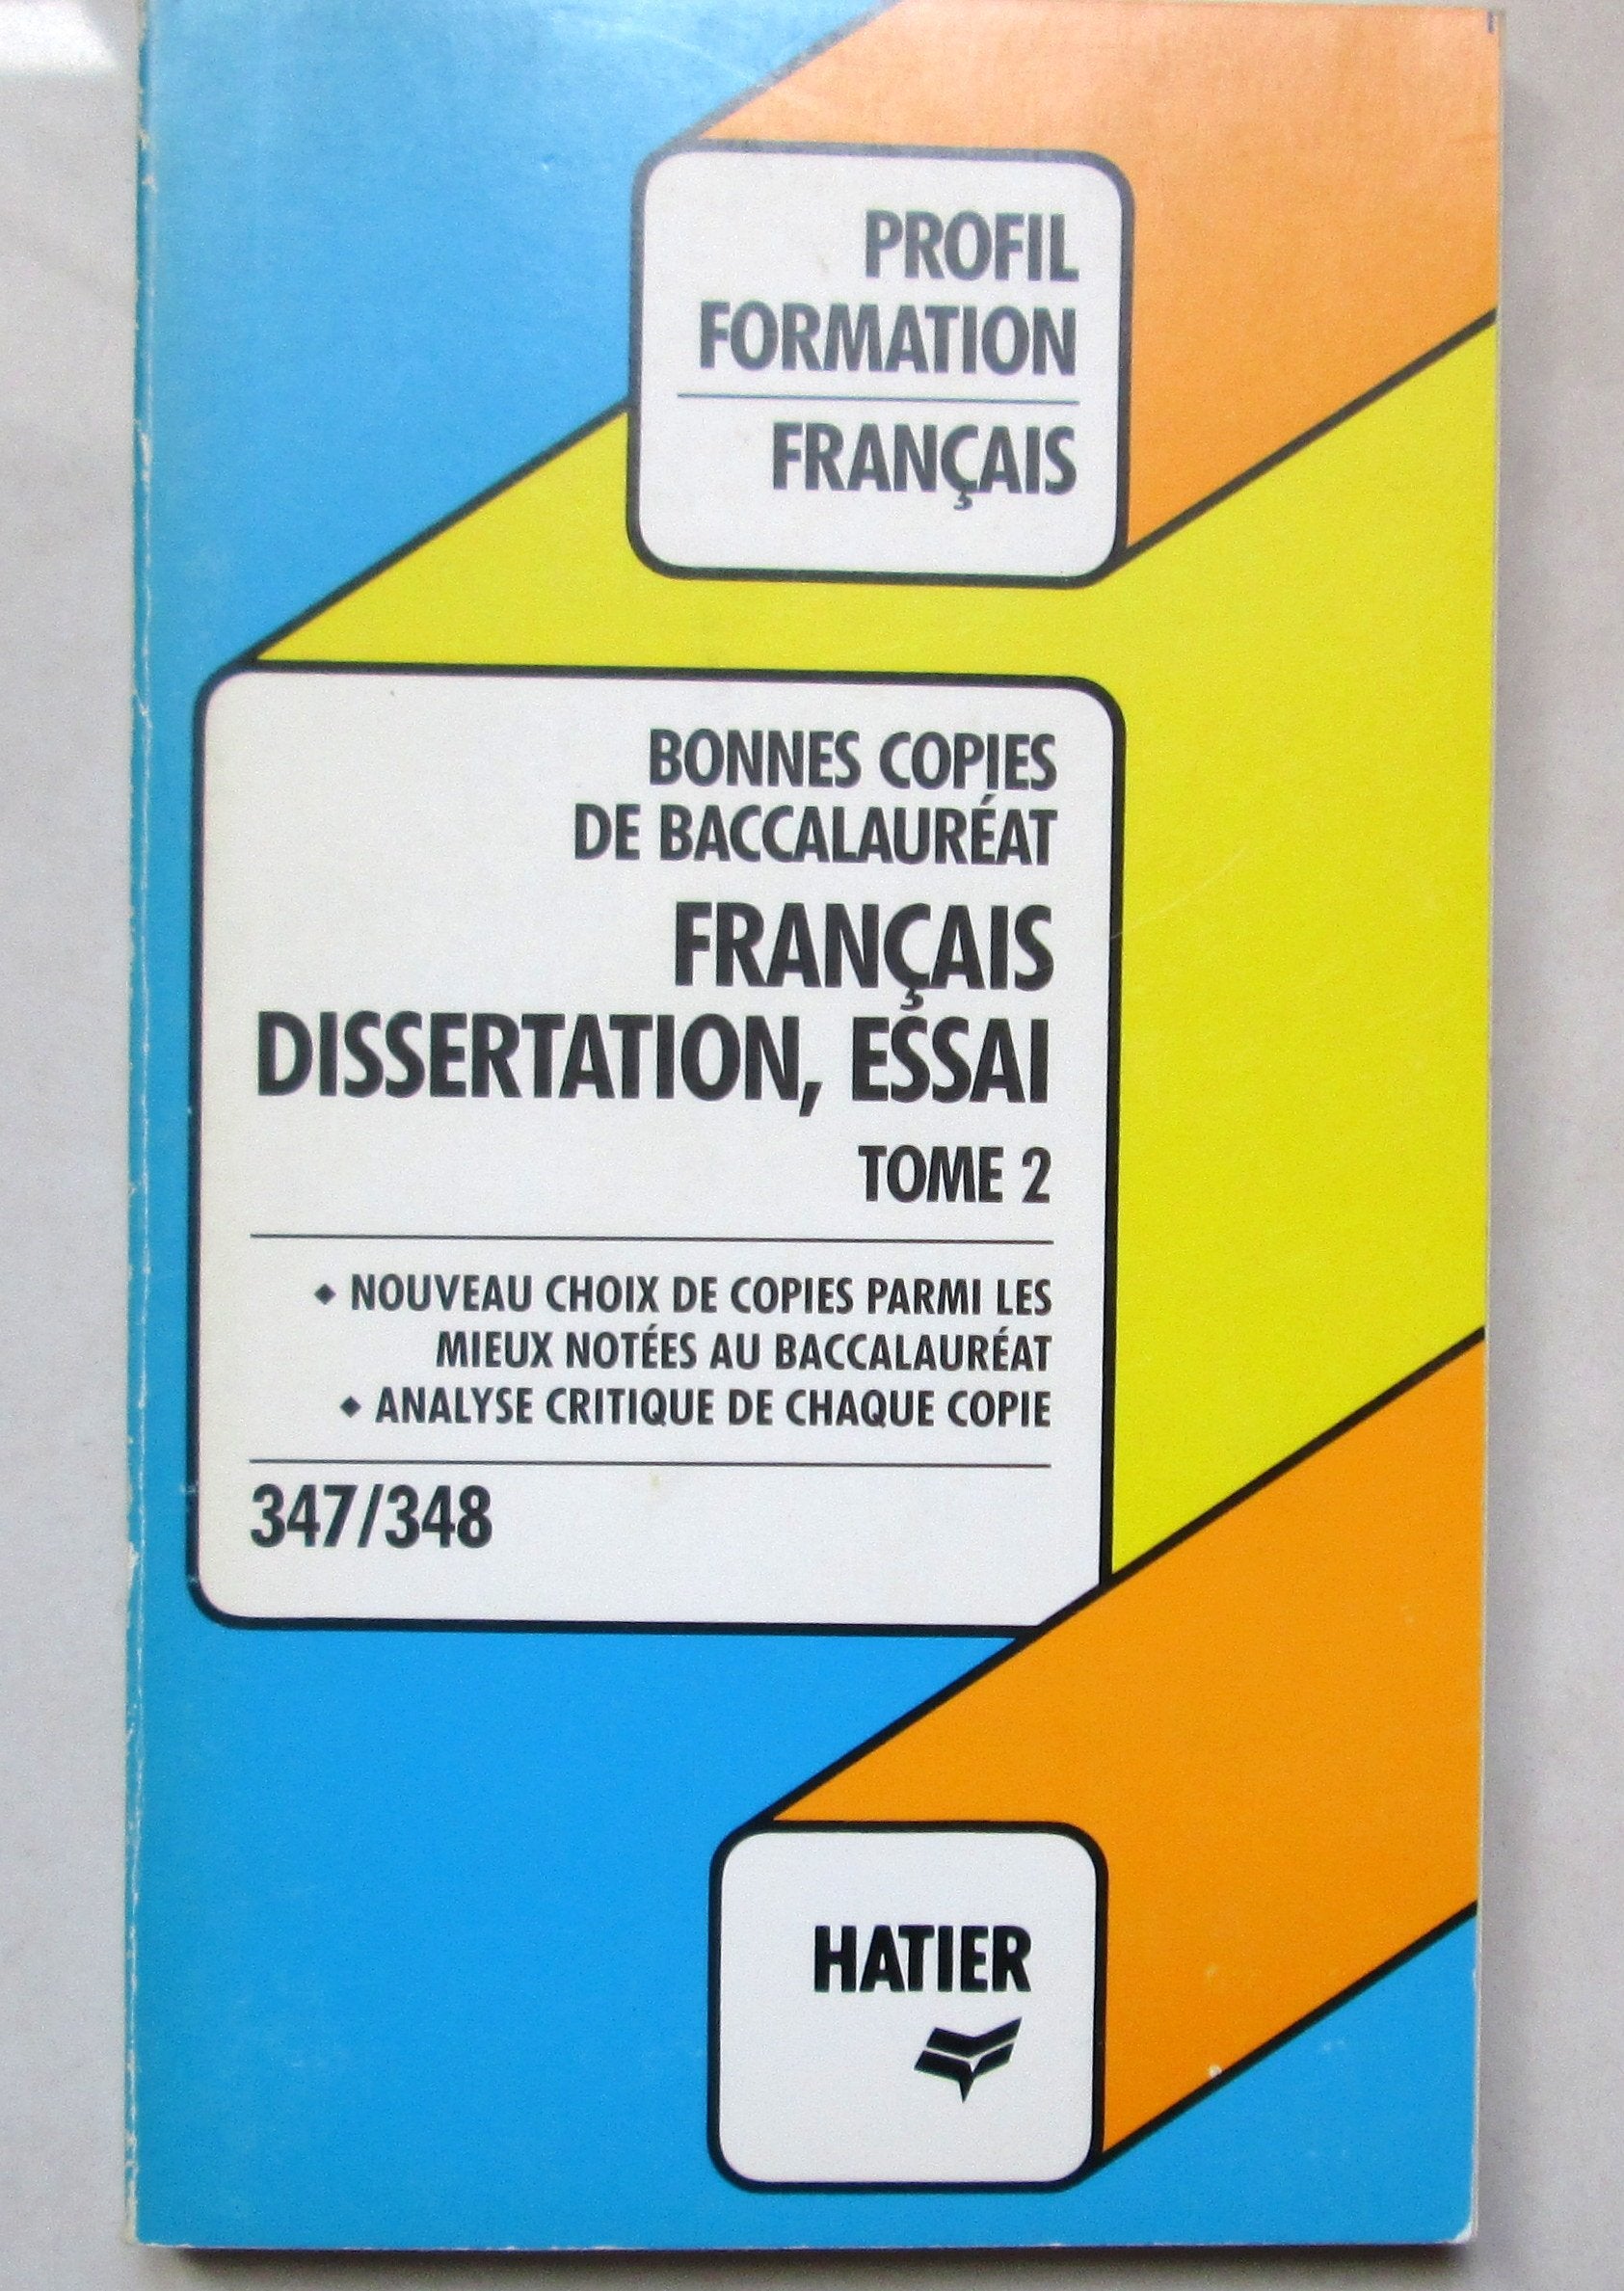 PROFIL
FORMATION
FRANÇAIS
BONNES COPIES
DE BACCALAURÉAT
FRANÇAIS
DISSERTATION, ESSAI
TOME 2
◆ NOUVEAU CHOIX DE COPIES PARMI LES
MIEUX NOTÉES AU BACCALAURÉAT
◆ ANALYSE CRITIQUE DE CHAQUE COPIE
347/348
HATIER